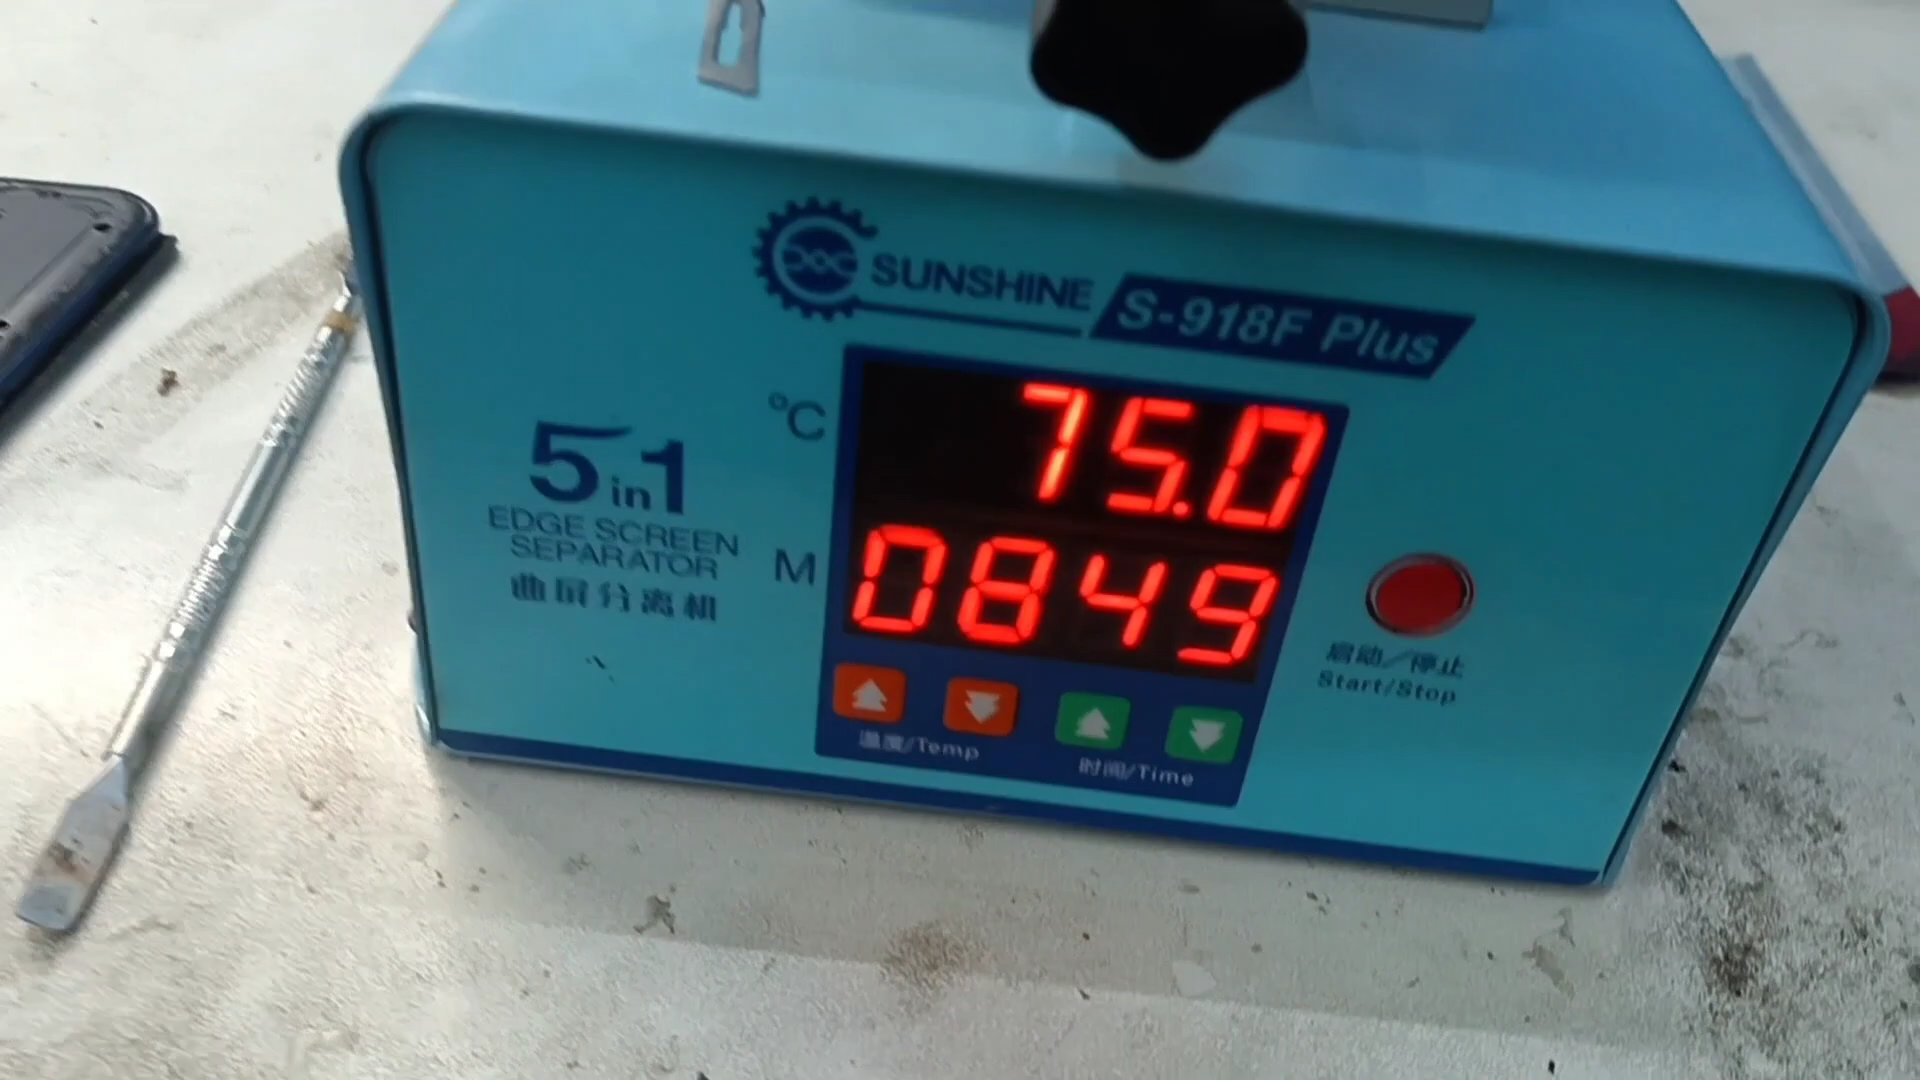 SUNSHINE S-918F Plus
°C 75.0
5in1
EDGE SCREEN
SEPARATOR
曲屏分离机
M 0849
启动/停止
Start/Stop
温度/Temp
时间/Time